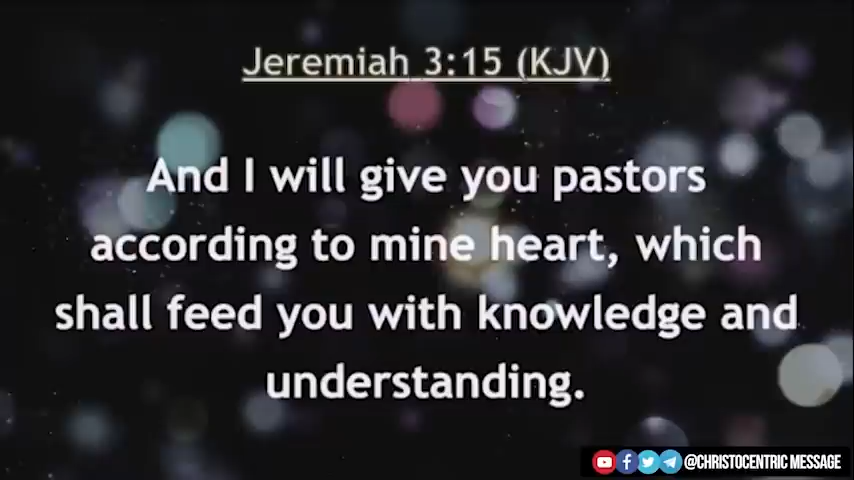 Jeremiah 3:15 (KJV)
And I will give you pastors
according to mine heart, which
shall feed you with knowledge and
understanding.
@CHRISTOCENTRIC MESSAGE